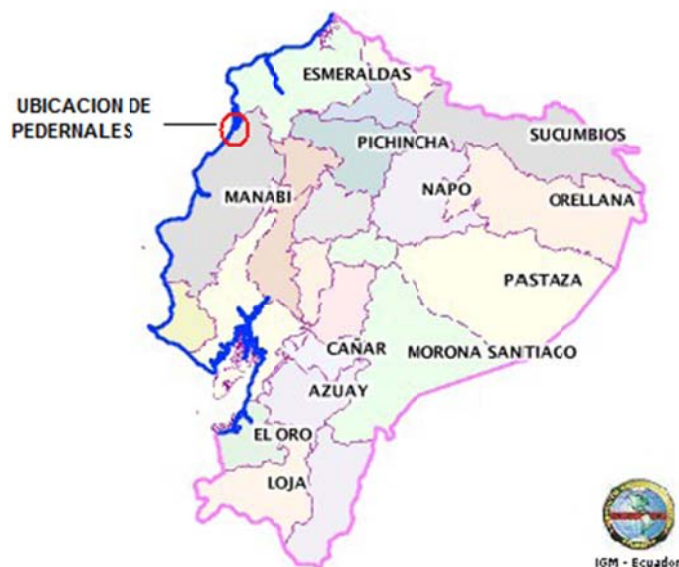 ESMERALDAS
UBICACION DE
PEDERNALES
PICHINCHA
SUCUMBIOS
MANABI
NAPO
ORELLANA
PASTAZA
CAÑAR
MORONA SANTIACO
AZUAY
EL ORO
LOJA
IGM - Ecuador